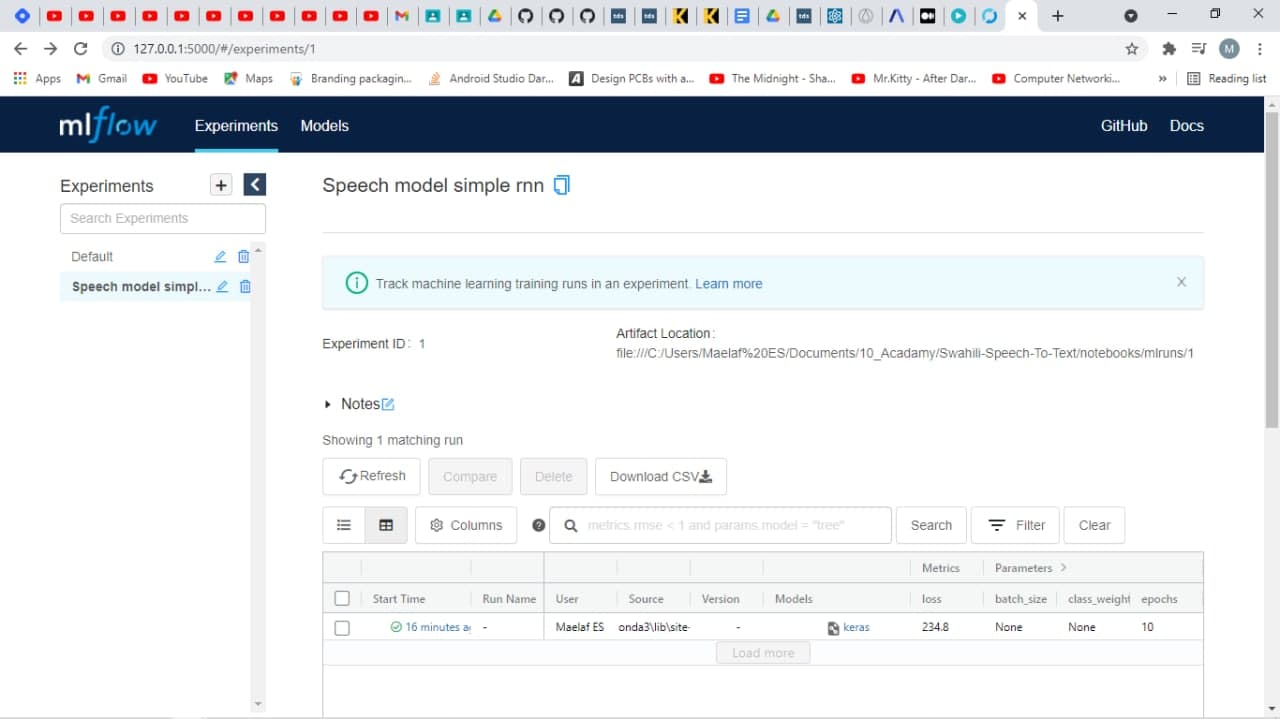 127.0.0.1:5000/#/experiments/1
M
Apps Gmail YouTube Maps Branding packagin... Android Studio Dar... Design PCBs with a... The Midnight - Sha... Mr.Kitty - After Dar... Computer Networki... » Reading list
mlflow Experiments Models GitHub Docs
Experiments +
Search Experiments
Default
Speech model simpl...
Speech model simple rnn
Track machine learning training runs in an experiment. Learn more
Experiment ID: 1
Artifact Location:
file:///C:/Users/Maelaf%20ES/Documents/10_Acadamy/Swahili-Speech-To-Text/notebooks/mlruns/1
Notes
Showing 1 matching run
Refresh Compare Delete Download CSV
Columns ? metrics.rmse < 1 and params.model = "tree" Search Filter Clear
Metrics Parameters >
Start Time Run Name User Source Version Models loss batch_size class_weight epochs
16 minutes a - Maelaf ES onda3\lib\site- - keras 234.8 None None 10
Load more